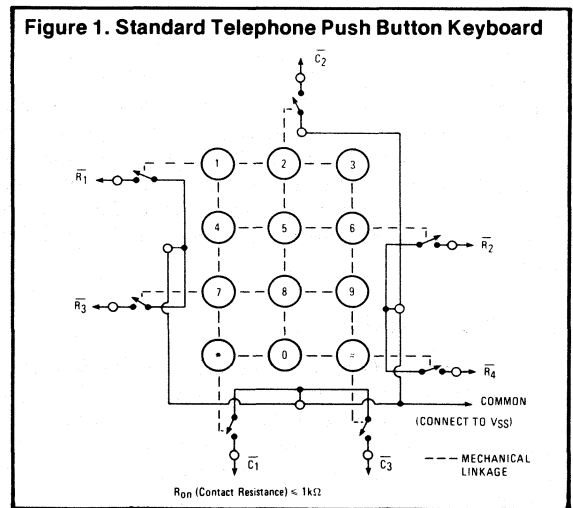 Figure 1. Standard Telephone Push Button Keyboard
C̅2
1 2 3
R̅1
4 5 6
R̅2
7 8 9
R̅3
* 0 #
R̅4
COMMON
(CONNECT TO VSS)
C̅1 C̅3
---- MECHANICAL
LINKAGE
Ron (Contact Resistance) ≤ 1kΩ